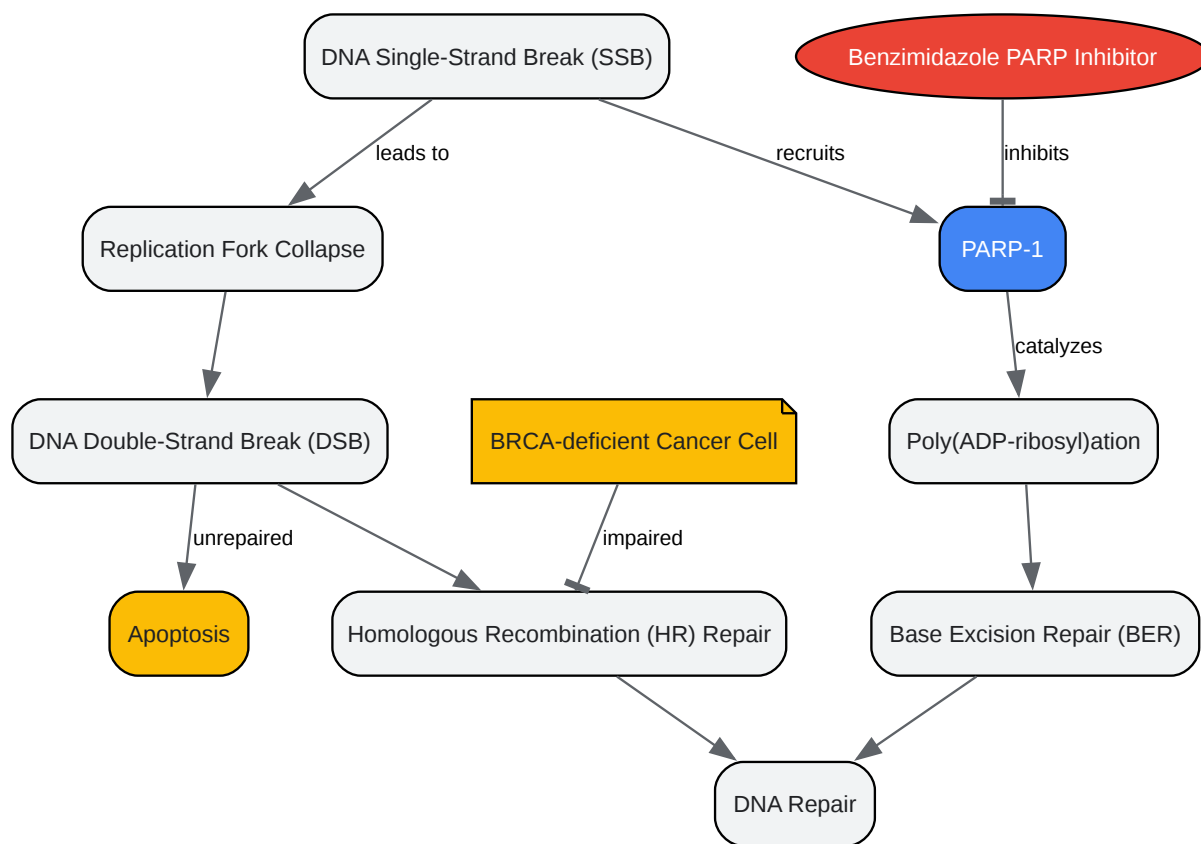 DNA Single-Strand Break (SSB)
Benzimidazole PARP Inhibitor
leads to
recruits
inhibits
Replication Fork Collapse
PARP-1
catalyzes
DNA Double-Strand Break (DSB)
BRCA-deficient Cancer Cell
Poly(ADP-ribosyl)ation
unrepaired
impaired
Apoptosis
Homologous Recombination (HR) Repair
Base Excision Repair (BER)
DNA Repair